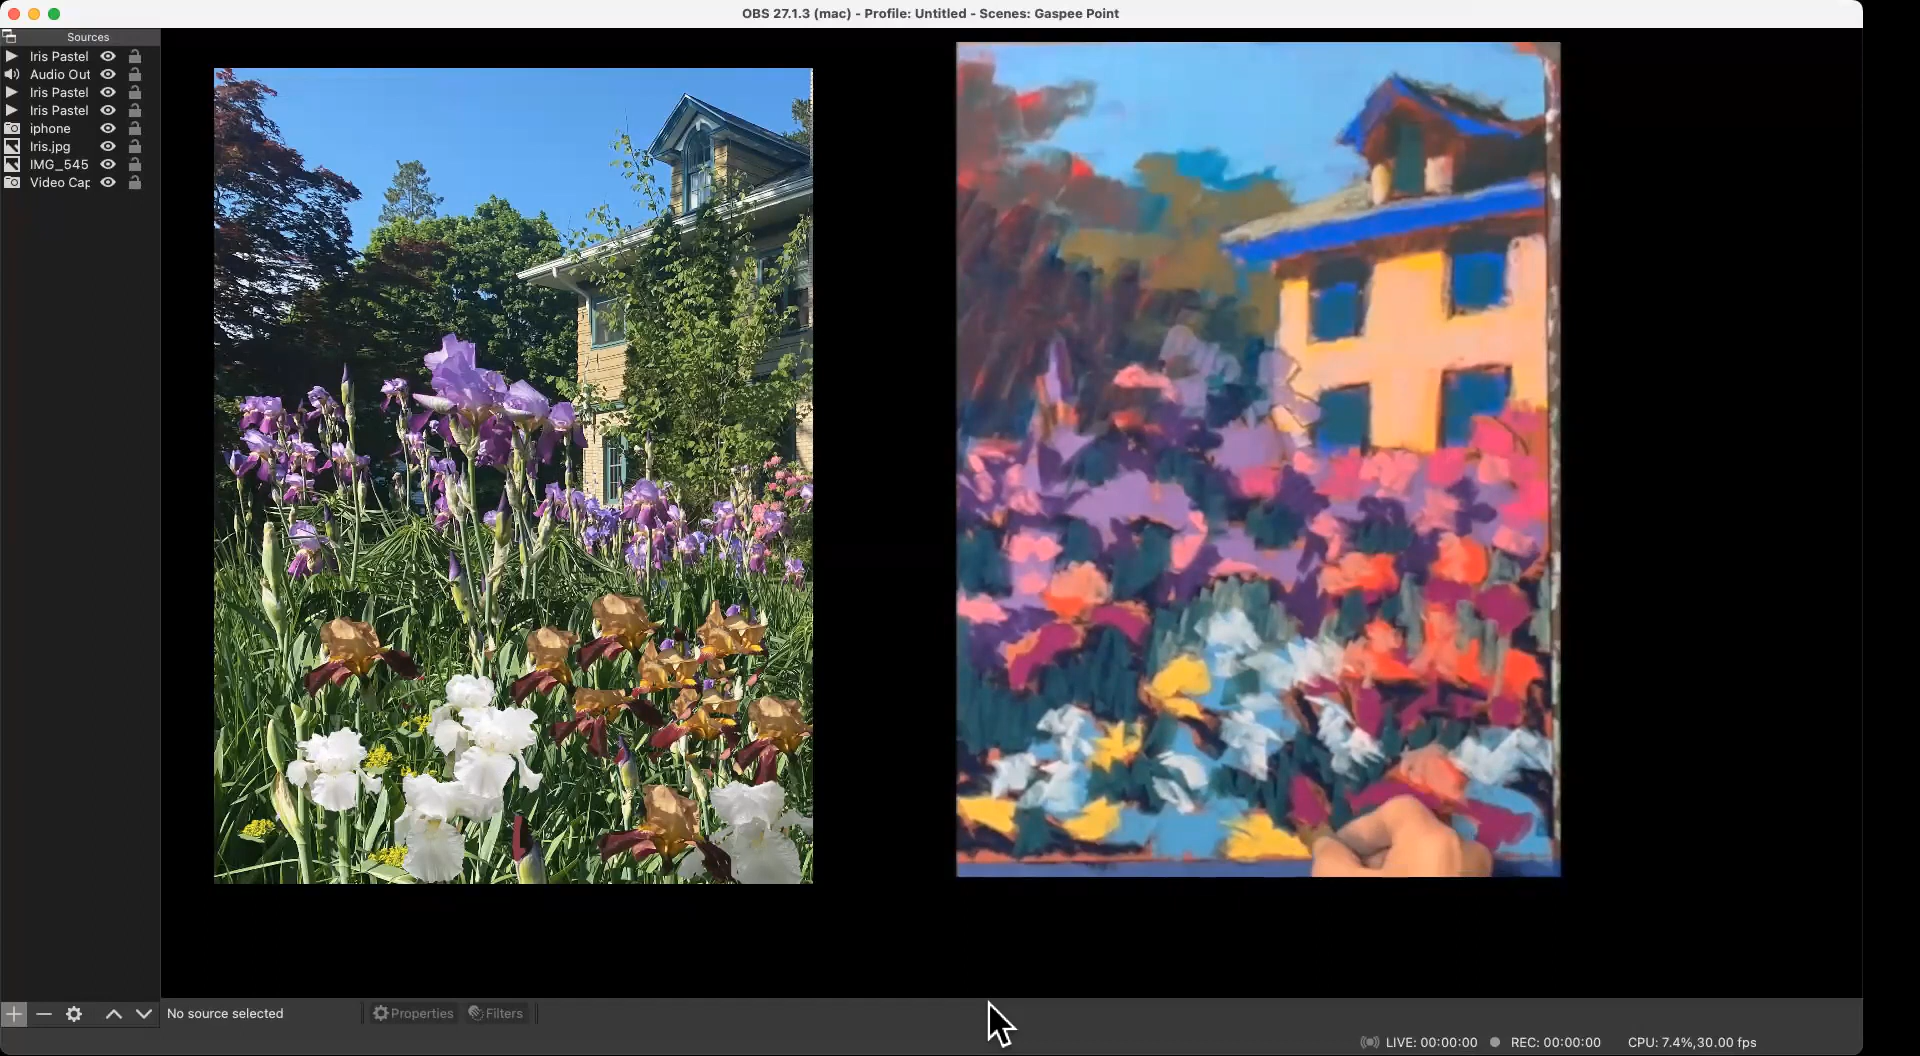 OBS 27.1.3 (mac) - Profile: Untitled - Scenes: Gaspee Point
Sources
Iris Pastel
Audio Out
Iris Pastel
Iris Pastel
iphone
Iris.jpg
IMG_545
Video Cap
No source selected
Properties
Filters
LIVE: 00:00:00
REC: 00:00:00
CPU: 7.4%,30.00 fps